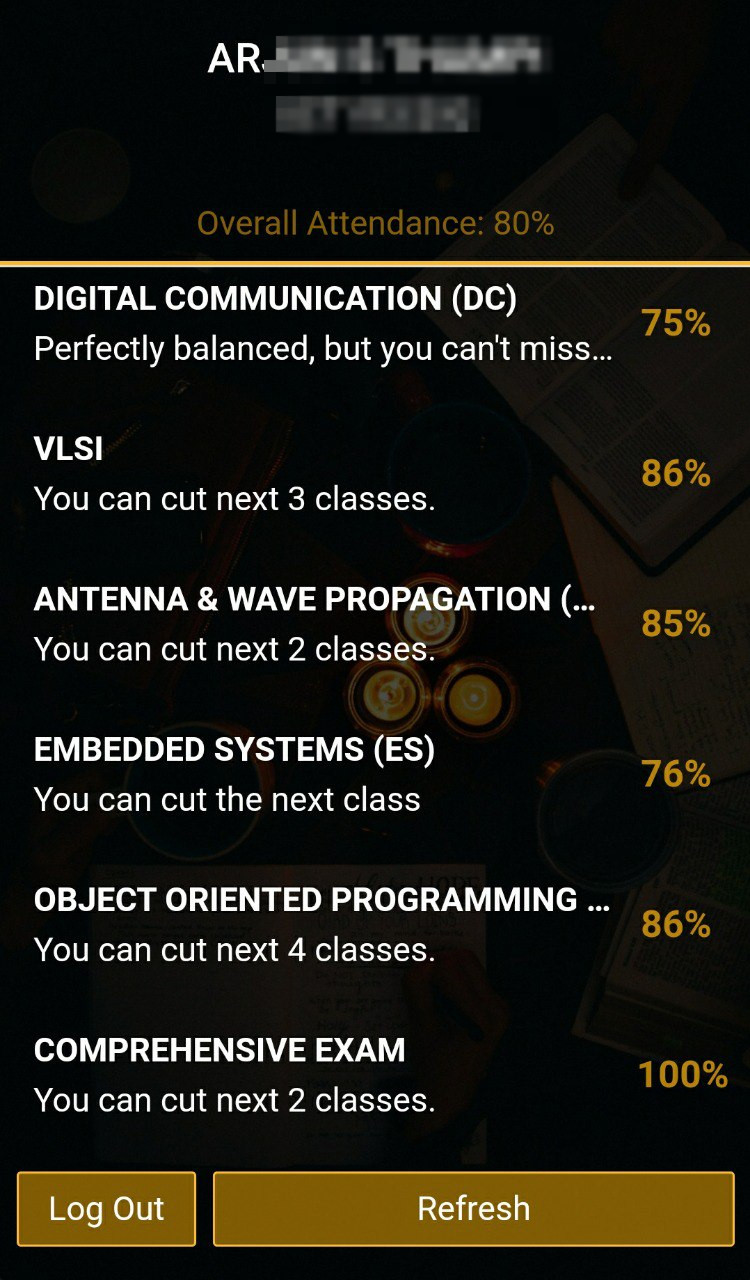 Overall Attendance: 80%
DIGITAL COMMUNICATION (DC)
75%
Perfectly balanced, but you can't miss...
VLSI
86%
You can cut next 3 classes.
ANTENNA & WAVE PROPAGATION (...
85%
You can cut next 2 classes.
EMBEDDED SYSTEMS (ES)
76%
You can cut the next class
OBJECT ORIENTED PROGRAMMING ...
86%
You can cut next 4 classes.
COMPREHENSIVE EXAM
100%
You can cut next 2 classes.
Log Out
Refresh